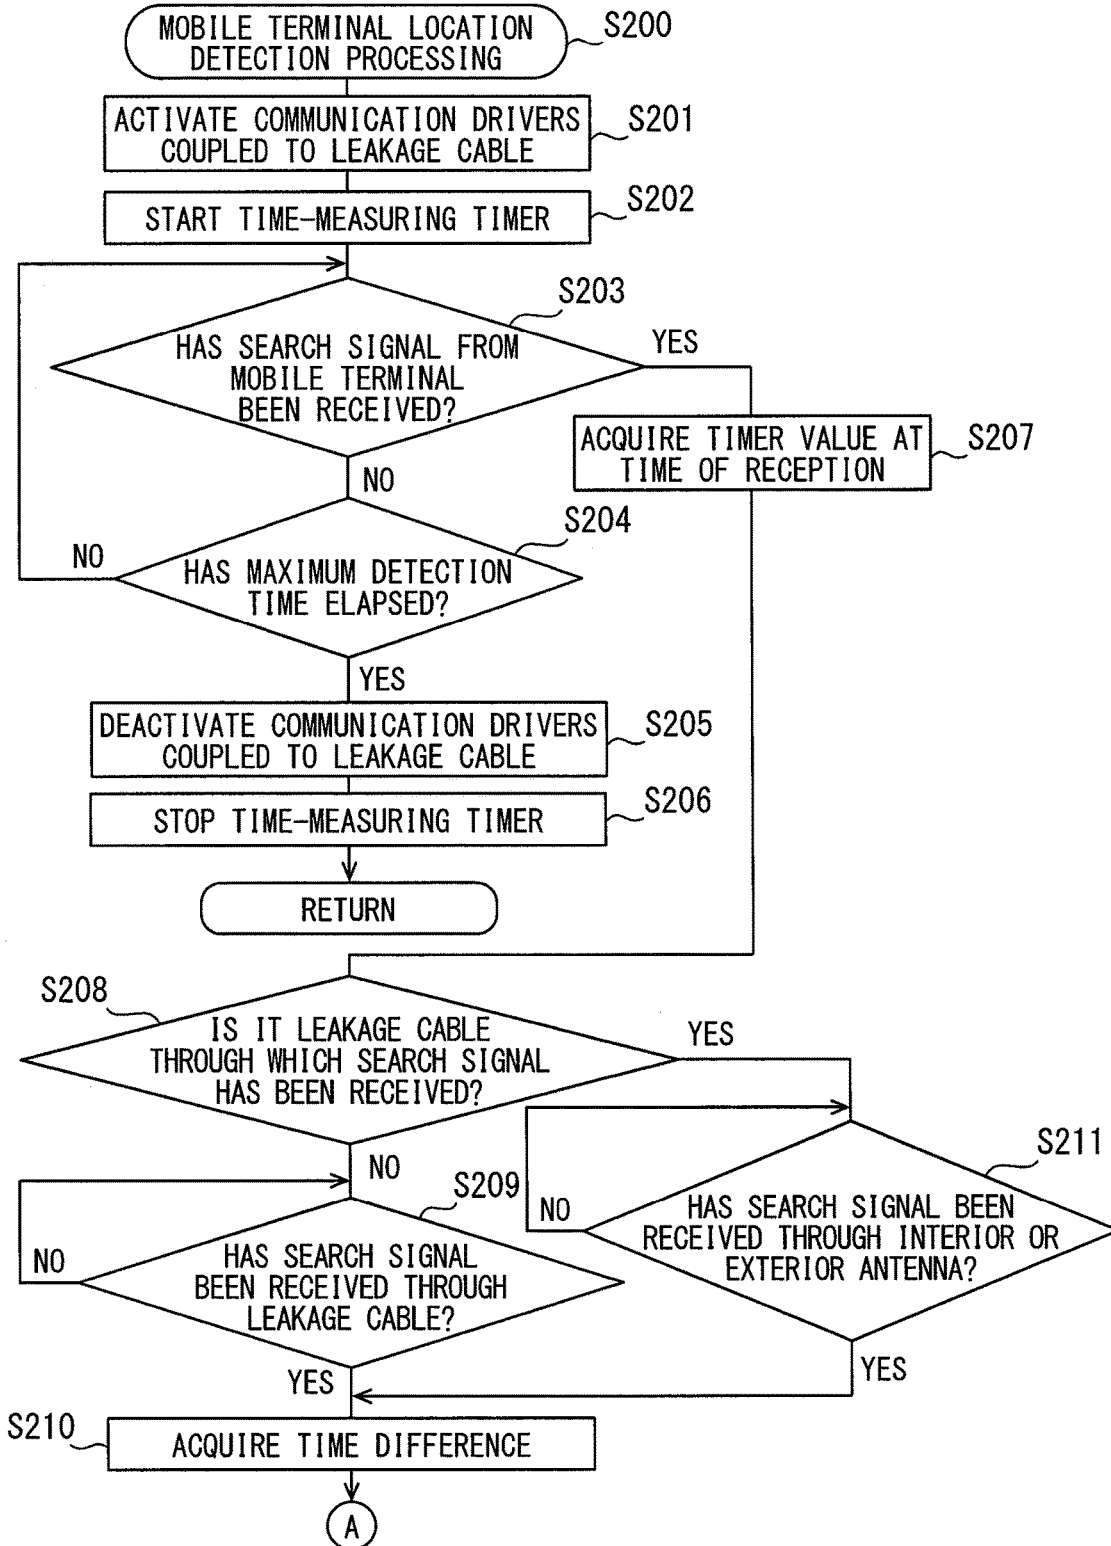 MOBILE TERMINAL LOCATION
DETECTION PROCESSING
S200
ACTIVATE COMMUNICATION DRIVERS
COUPLED TO LEAKAGE CABLE
S201
START TIME-MEASURING TIMER
S202
S203
HAS SEARCH SIGNAL FROM
MOBILE TERMINAL
BEEN RECEIVED?
YES
NO
ACQUIRE TIMER VALUE AT
TIME OF RECEPTION
S207
S204
NO
HAS MAXIMUM DETECTION
TIME ELAPSED?
YES
DEACTIVATE COMMUNICATION DRIVERS
COUPLED TO LEAKAGE CABLE
S205
STOP TIME-MEASURING TIMER
S206
RETURN
S208
IS IT LEAKAGE CABLE
THROUGH WHICH SEARCH SIGNAL
HAS BEEN RECEIVED?
YES
NO
S209
NO
HAS SEARCH SIGNAL
BEEN RECEIVED THROUGH
LEAKAGE CABLE?
YES
S211
NO
HAS SEARCH SIGNAL BEEN
RECEIVED THROUGH INTERIOR OR
EXTERIOR ANTENNA?
YES
S210
ACQUIRE TIME DIFFERENCE
A